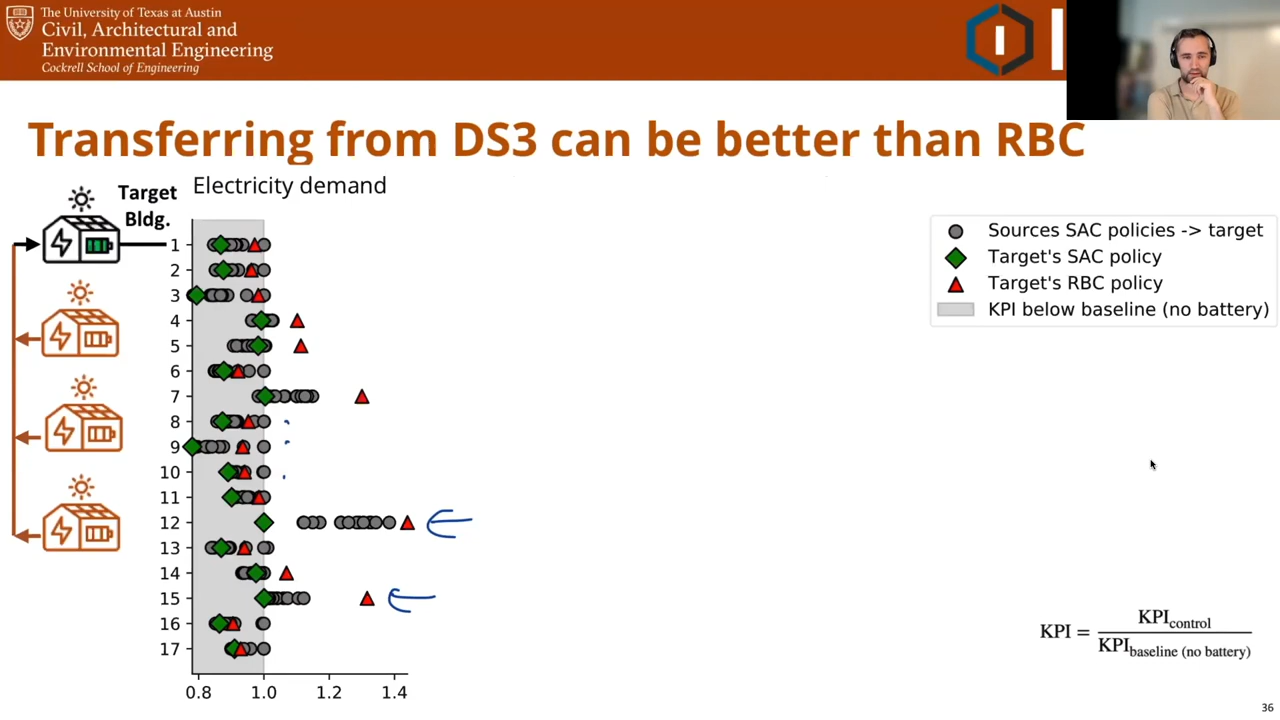 The University of Texas at Austin
Civil, Architectural and
Environmental Engineering
Cockrell School of Engineering
Transferring from DS3 can be better than RBC
Target
Bldg.
Electricity demand
1
2
3
4
5
6
7
8
9
10
11
12
13
14
15
16
17
0.8 1.0 1.2 1.4
Sources SAC policies -> target
Target's SAC policy
Target's RBC policy
KPI below baseline (no battery)
KPI = KPIcontrol
KPIbaseline (no battery)
36